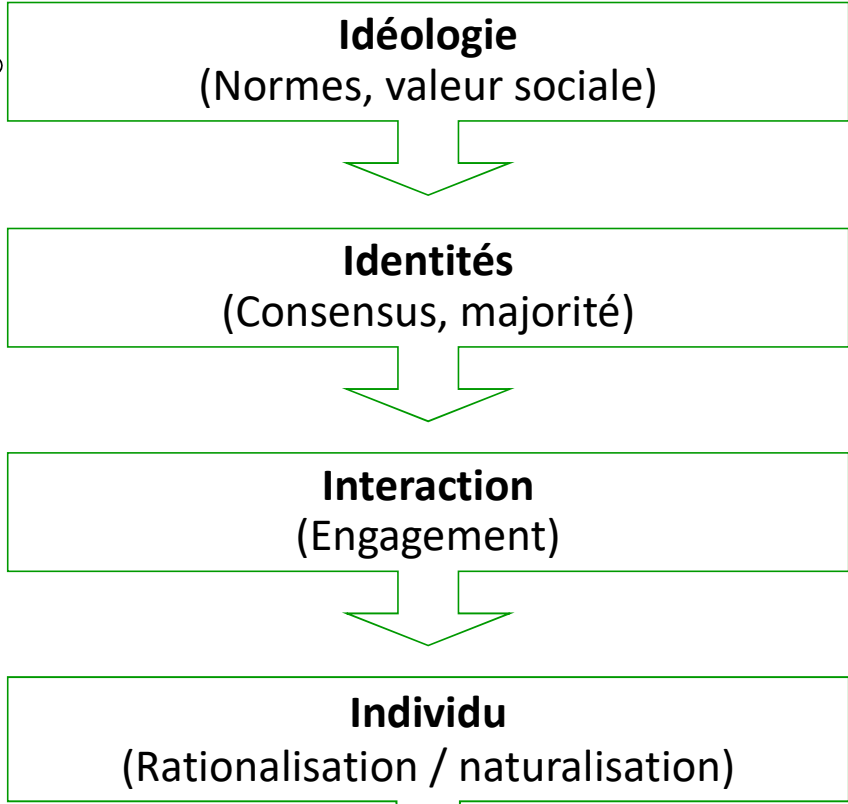 Idéologie
(Normes, valeur sociale)
Identités
(Consensus, majorité)
Interaction
(Engagement)
Individu
(Rationalisation / naturalisation)